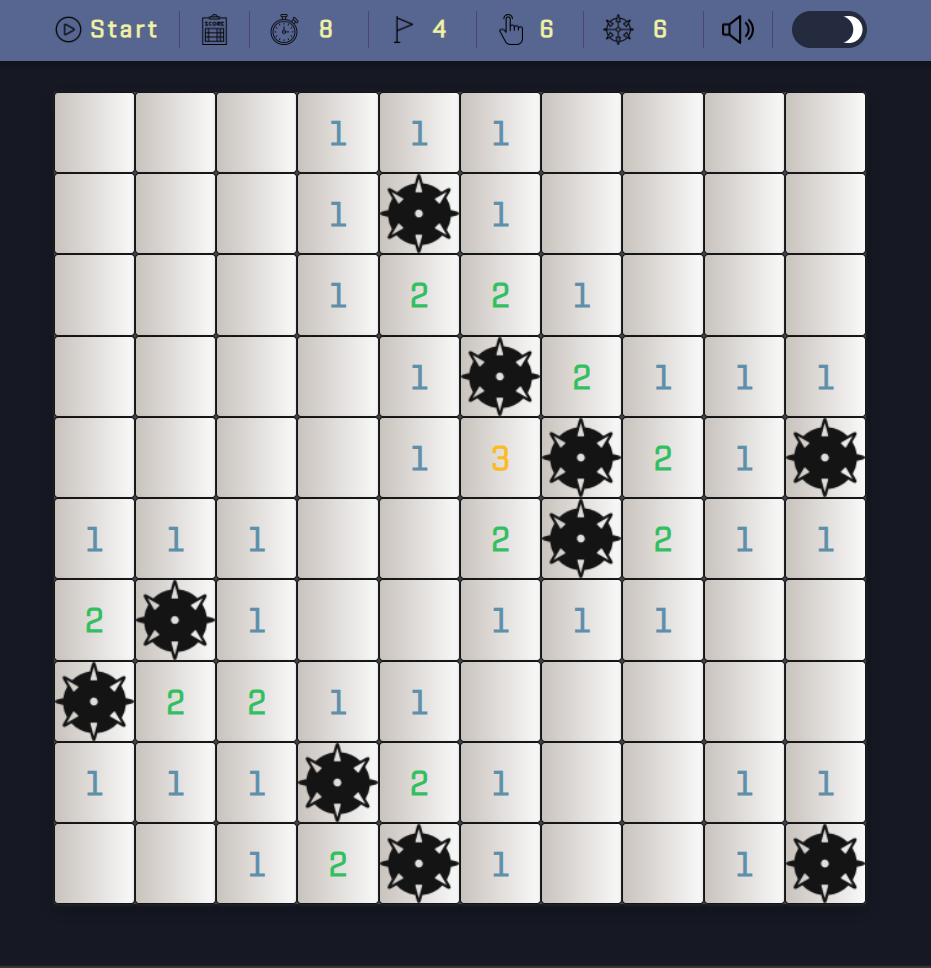 Start SCORE 8 4 6 6
1 1 1
1 1
1 2 2 1
1 2 1 1 1
1 3 2 1
1 1 1 2 2 1 1
2 1 1 1 1
2 2 1 1
1 1 1 2 1 1 1
1 2 1 1